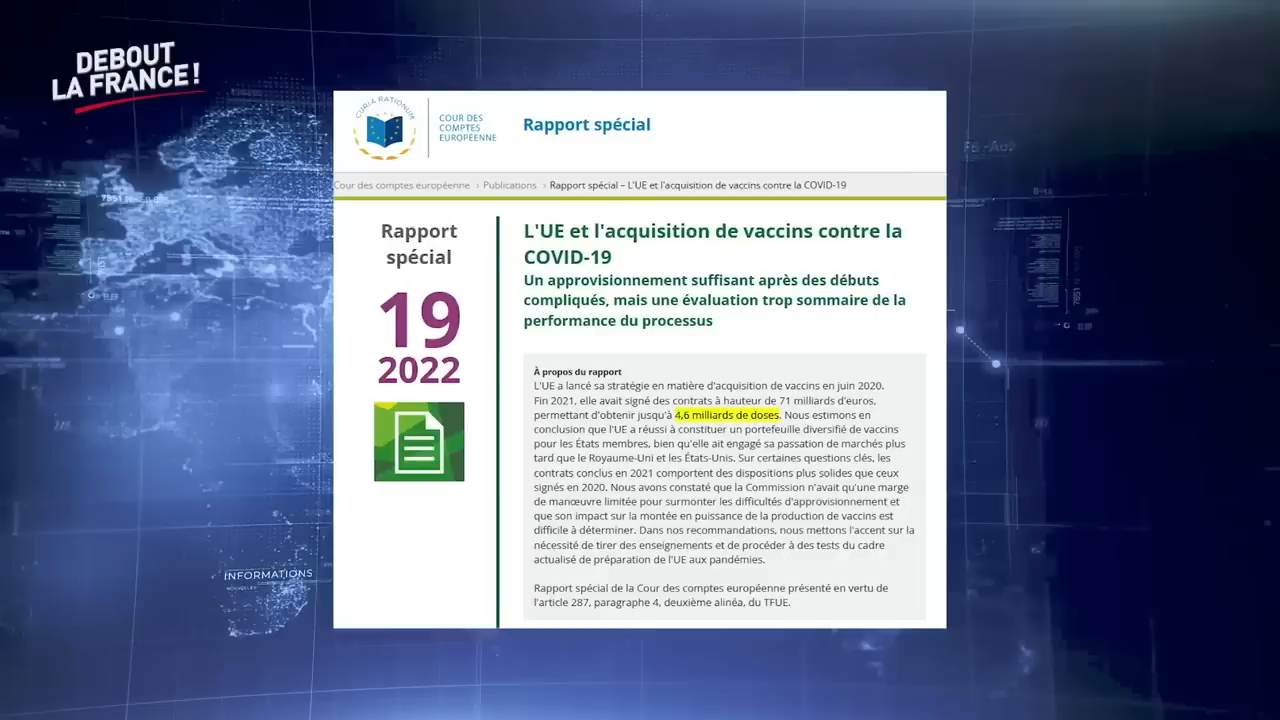 DEBOUT
LA FRANCE !
CURIA RATIONUM
COUR DES
COMPTES
EUROPÉENNE
Rapport spécial
Cour des comptes européenne › Publications › Rapport spécial – L'UE et l'acquisition de vaccins contre la COVID-19
Rapport
spécial
19
2022
L'UE et l'acquisition de vaccins contre la
COVID-19
Un approvisionnement suffisant après des débuts
compliqués, mais une évaluation trop sommaire de la
performance du processus
À propos du rapport
L'UE a lancé sa stratégie en matière d'acquisition de vaccins en juin 2020.
Fin 2021, elle avait signé des contrats à hauteur de 71 milliards d'euros,
permettant d'obtenir jusqu'à 4,6 milliards de doses. Nous estimons en
conclusion que l'UE a réussi à constituer un portefeuille diversifié de vaccins
pour les États membres, bien qu'elle ait engagé sa passation de marchés plus
tard que le Royaume-Uni et les États-Unis. Sur certaines questions clés, les
contrats conclus en 2021 comportent des dispositions plus solides que ceux
signés en 2020. Nous avons constaté que la Commission n'avait qu'une marge
de manœuvre limitée pour surmonter les difficultés d'approvisionnement et
que son impact sur la montée en puissance de la production de vaccins est
difficile à déterminer. Dans nos recommandations, nous mettons l'accent sur la
nécessité de tirer des enseignements et de procéder à des tests du cadre
actualisé de préparation de l'UE aux pandémies.
Rapport spécial de la Cour des comptes européenne présenté en vertu de
l'article 287, paragraphe 4, deuxième alinéa, du TFUE.
INFORMATIONS